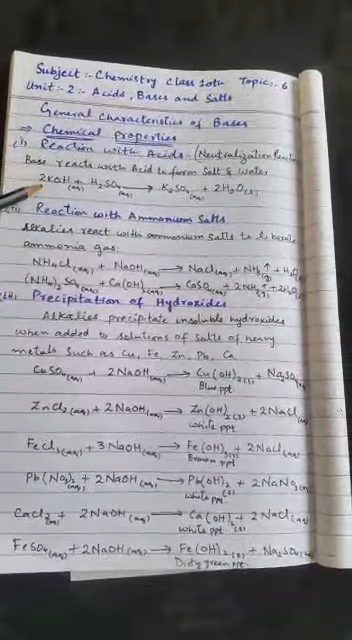 Subject:- Chemistry Class 10th Topic:- 6
Unit-2:- Acids, Bases and Salts
General Characteristics of Bases
⇒ Chemical Properties
(i) Reaction with Acids:- (Neutralization
Base reacts with Acid to form Salt & Water
2KOH(aq) + H₂SO₄(aq) → K₂SO₄(aq) + 2H₂O(l)
Reaction with Ammonium Salts
Alkalies react with ammonium salts to liberate
ammonia gas.
NH₄Cl(aq) + NaOH(aq) → NaCl(aq) + NH₃↑(g) + H₂O
(NH₄)₂SO₄(aq) + Ca(OH)₂(aq) → CaSO₄(aq) + 2NH₃↑(g) + 2H₂O
(iii) Precipitation of Hydroxides
Alkalies precipitate insoluble hydroxides
when added to solutions of salts of heavy
metals such as Cu, Fe, Zn, Pb, Ca
CuSO₄(aq) + 2NaOH(aq) → Cu(OH)₂(s) + Na₂SO₄
Blue ppt.
ZnCl₂(aq) + 2NaOH(aq) → Zn(OH)₂(s) + 2NaCl(aq)
white ppt.
FeCl₃(aq) + 3NaOH(aq) → Fe(OH)₃(s) + 2NaCl(aq)
Brown ppt
Pb(NO₃)₂(aq) + 2NaOH(aq) → Pb(OH)₂(s) + 2NaNO₃(aq)
white ppt.
CaCl₂(aq) + 2NaOH(aq) → Ca(OH)₂(s) + 2NaCl(aq)
white ppt.
FeSO₄(aq) + 2NaOH(aq) → Fe(OH)₂(s) + Na₂SO₄(aq)
Dirty green ppt.